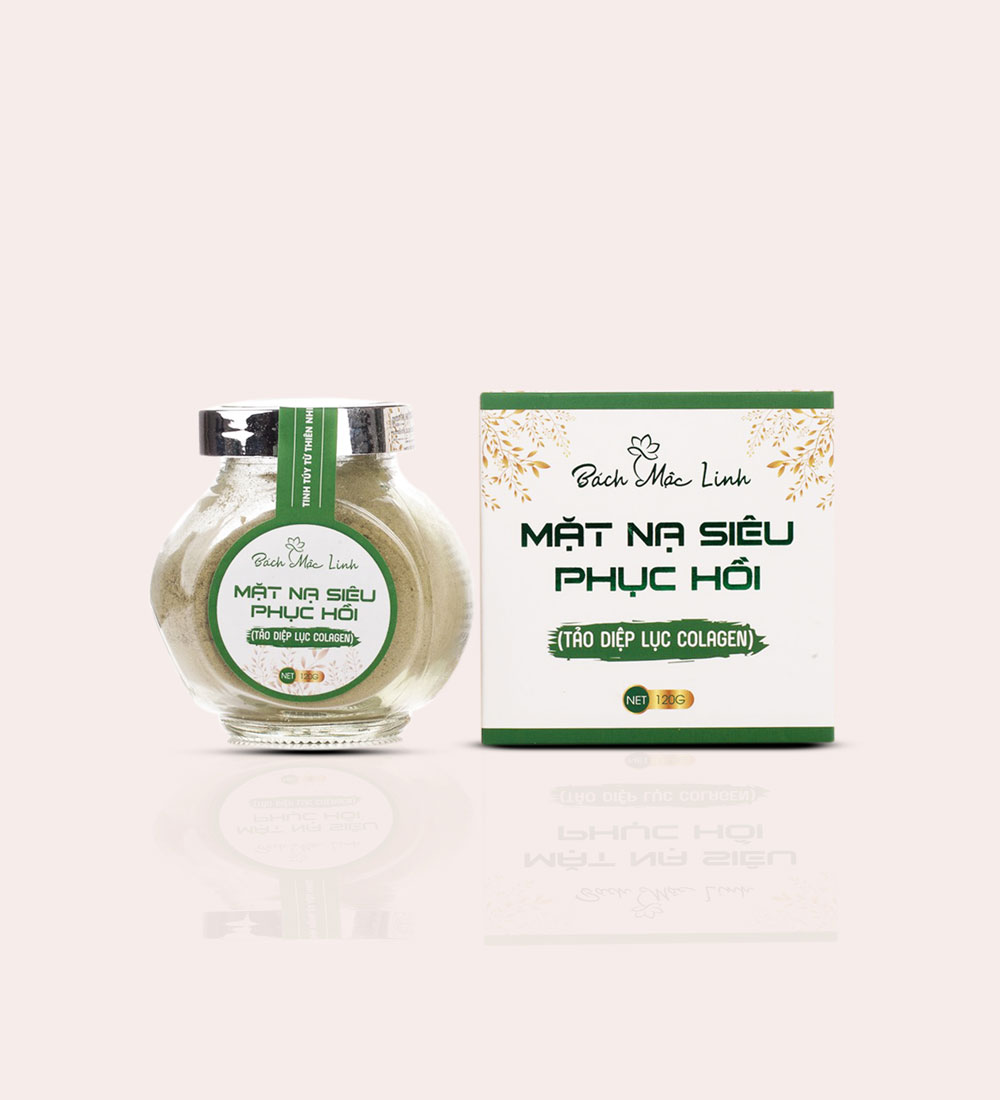 TINH TÚY TỪ THIÊN NHI
Bách Mộc Linh
MẶT NẠ SIÊU
PHỤC HỒI
(TẢO DIỆP LỤC COLAGEN)
NET 120G
Bách Mộc Linh
MẶT NẠ SIÊU
PHỤC HỒI
(TẢO DIỆP LỤC COLAGEN)
NET 120G